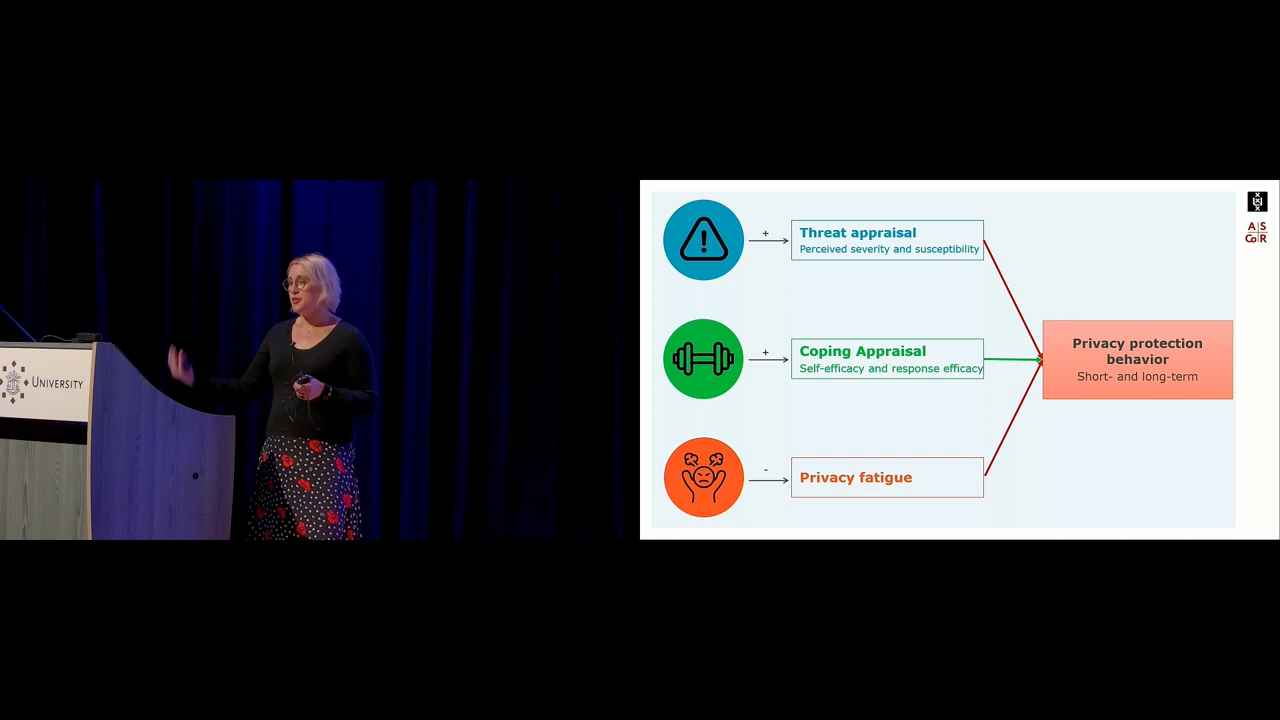 UNIVERSITY
+
Threat appraisal
Perceived severity and susceptibility
+
Coping Appraisal
Self-efficacy and response efficacy
-
Privacy fatigue
Privacy protection
behavior
Short- and long-term
A|S
Co|R